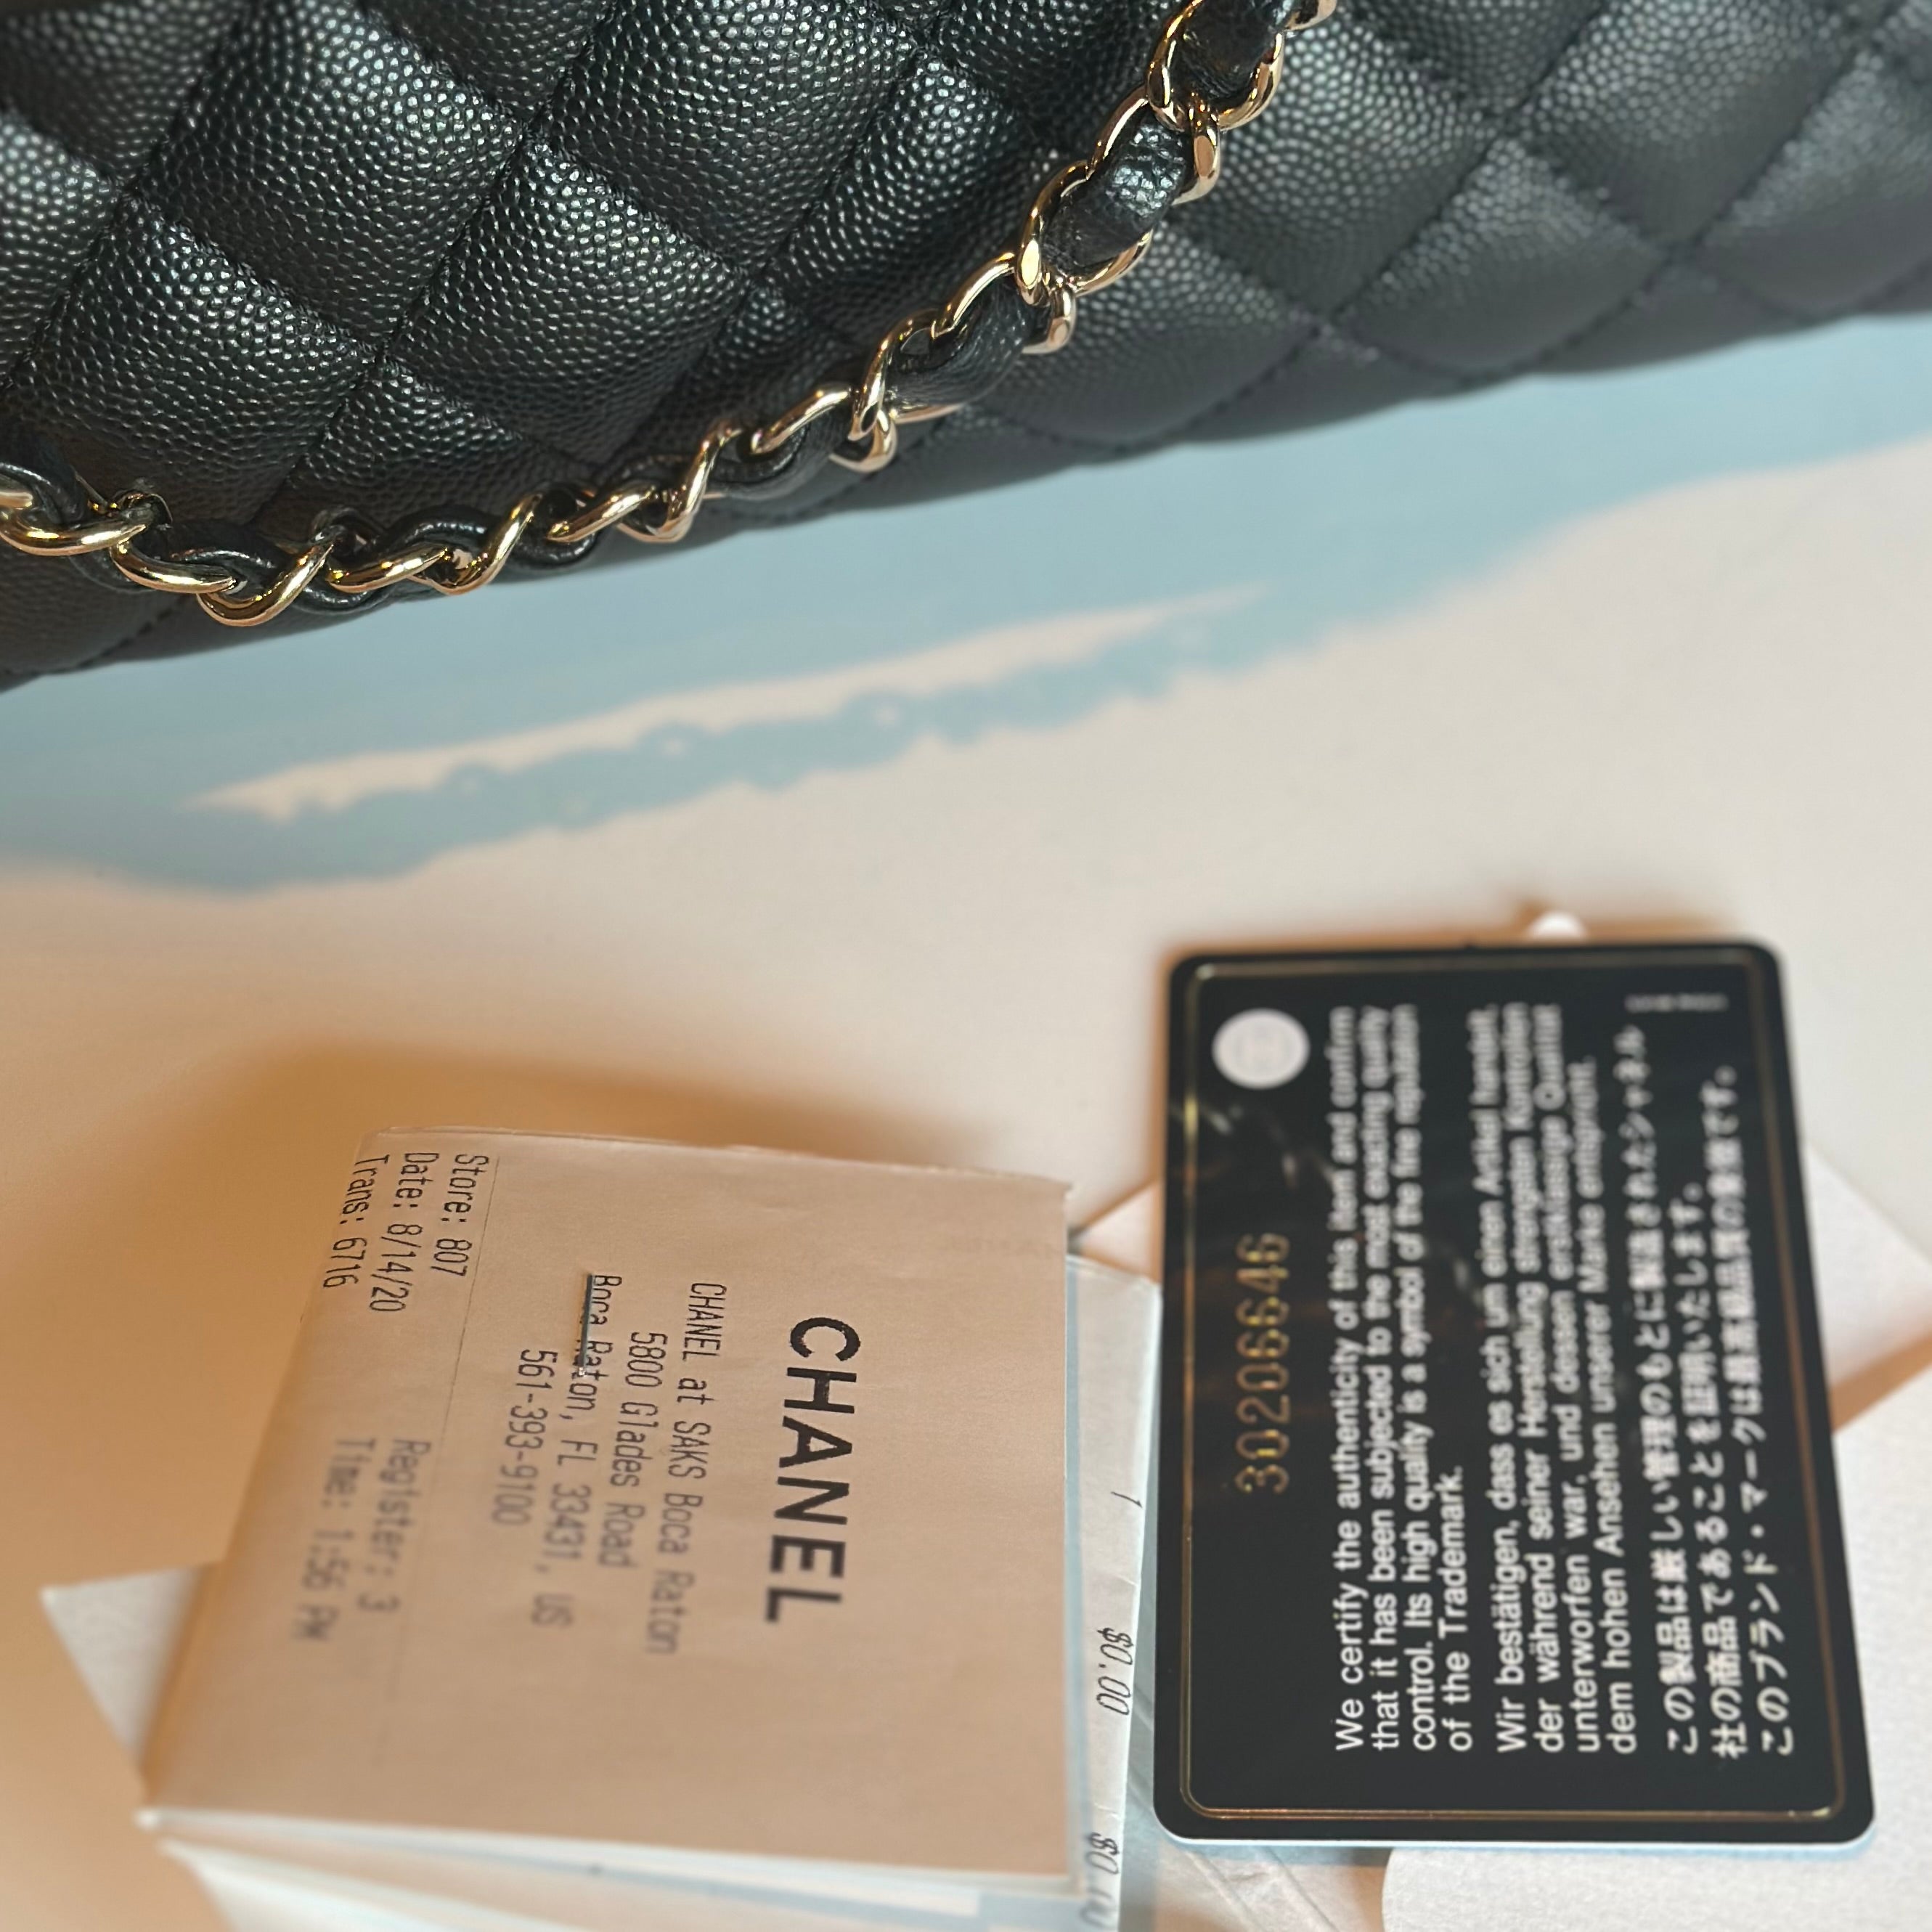 CHANEL
CHANEL at SAKS Boca Raton
5800 Glades Road
Boca Raton, FL 33431, US
561-393-9100
Store: 807
Register: 3
Date: 8/14/20
Time: 1:56 PM
Trans: 6716
1
$0.00
30206646
We certify the authenticity of this item and confirm
that it has been subjected to the most exacting quality
control. Its high quality is a symbol of the fine reputation
of the Trademark.
Wir bestätigen, dass es sich um einen Artikel handelt,
der während seiner Herstellung strengsten Kontrollen
unterworfen war, und dessen erstklassige Qualität
dem hohen Ansehen unserer Marke entspricht.
この製品は厳しい管理のもとに製造されたシャネル
社の商品であることを証明いたします。
このブランド・マークは最高級品質の象徴です。